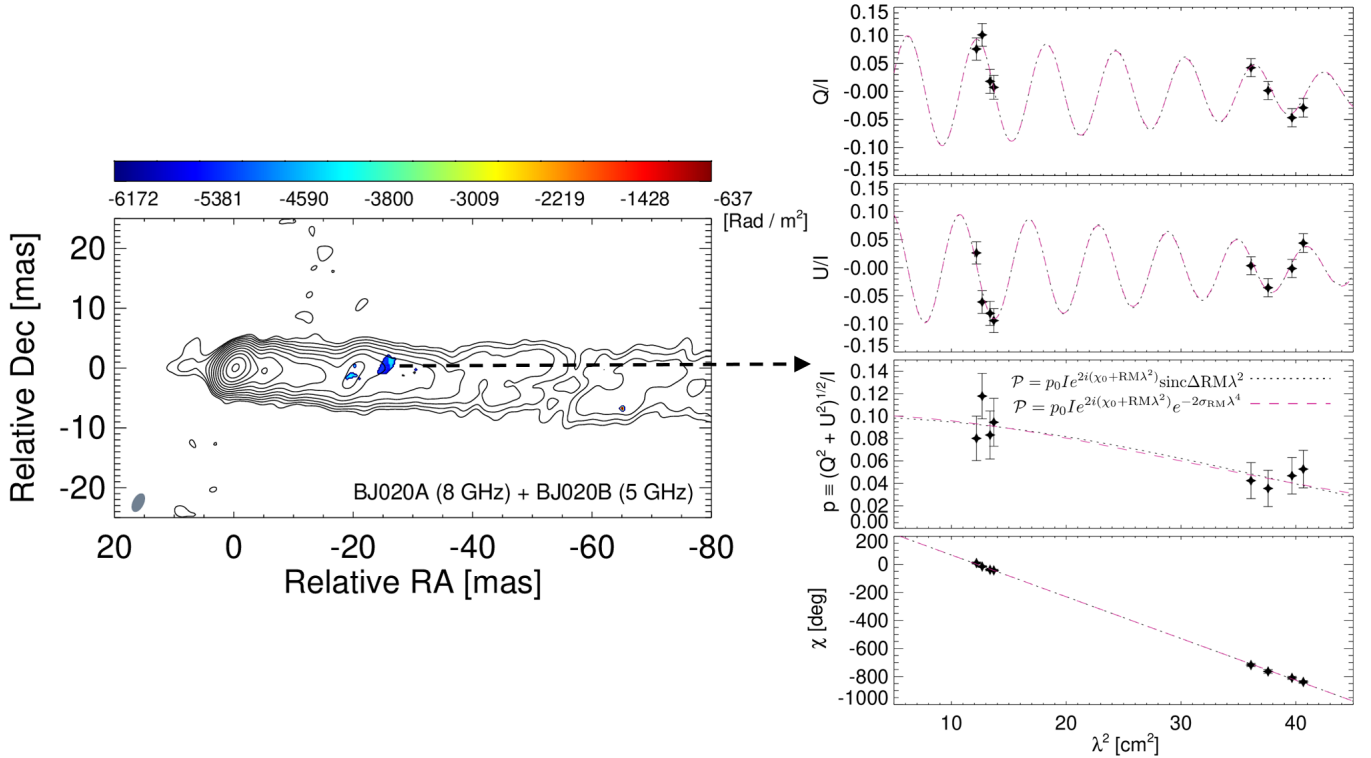 -6172 -5381 -4590 -3800 -3009 -2219 -1428 -637
[Rad / m²]
20
10
0
-10
-20
Relative Dec [mas]
BJ020A (8 GHz) + BJ020B (5 GHz)
20 0 -20 -40 -60 -80
Relative RA [mas]
0.15
0.10
0.05
-0.00
-0.05
0.10
0.15
Q/I
0.15
0.10
0.05
-0.00
-0.05
-0.10
0.15
U/I
0.14
0.12
0.10
0.08
0.06
0.04
0.02
0.00
p ≡ (Q² + U²)^{1/2}/I
𝒫 = p₀Ie^{2i(χ₀+RMλ²)}sincΔRMλ²
𝒫 = p₀Ie^{2i(χ₀+RMλ²)}e^{−2σ_{RM}λ⁴}
200
0
-200
-400
-600
-800
-1000
χ [deg]
10 20 30 40
λ² [cm²]